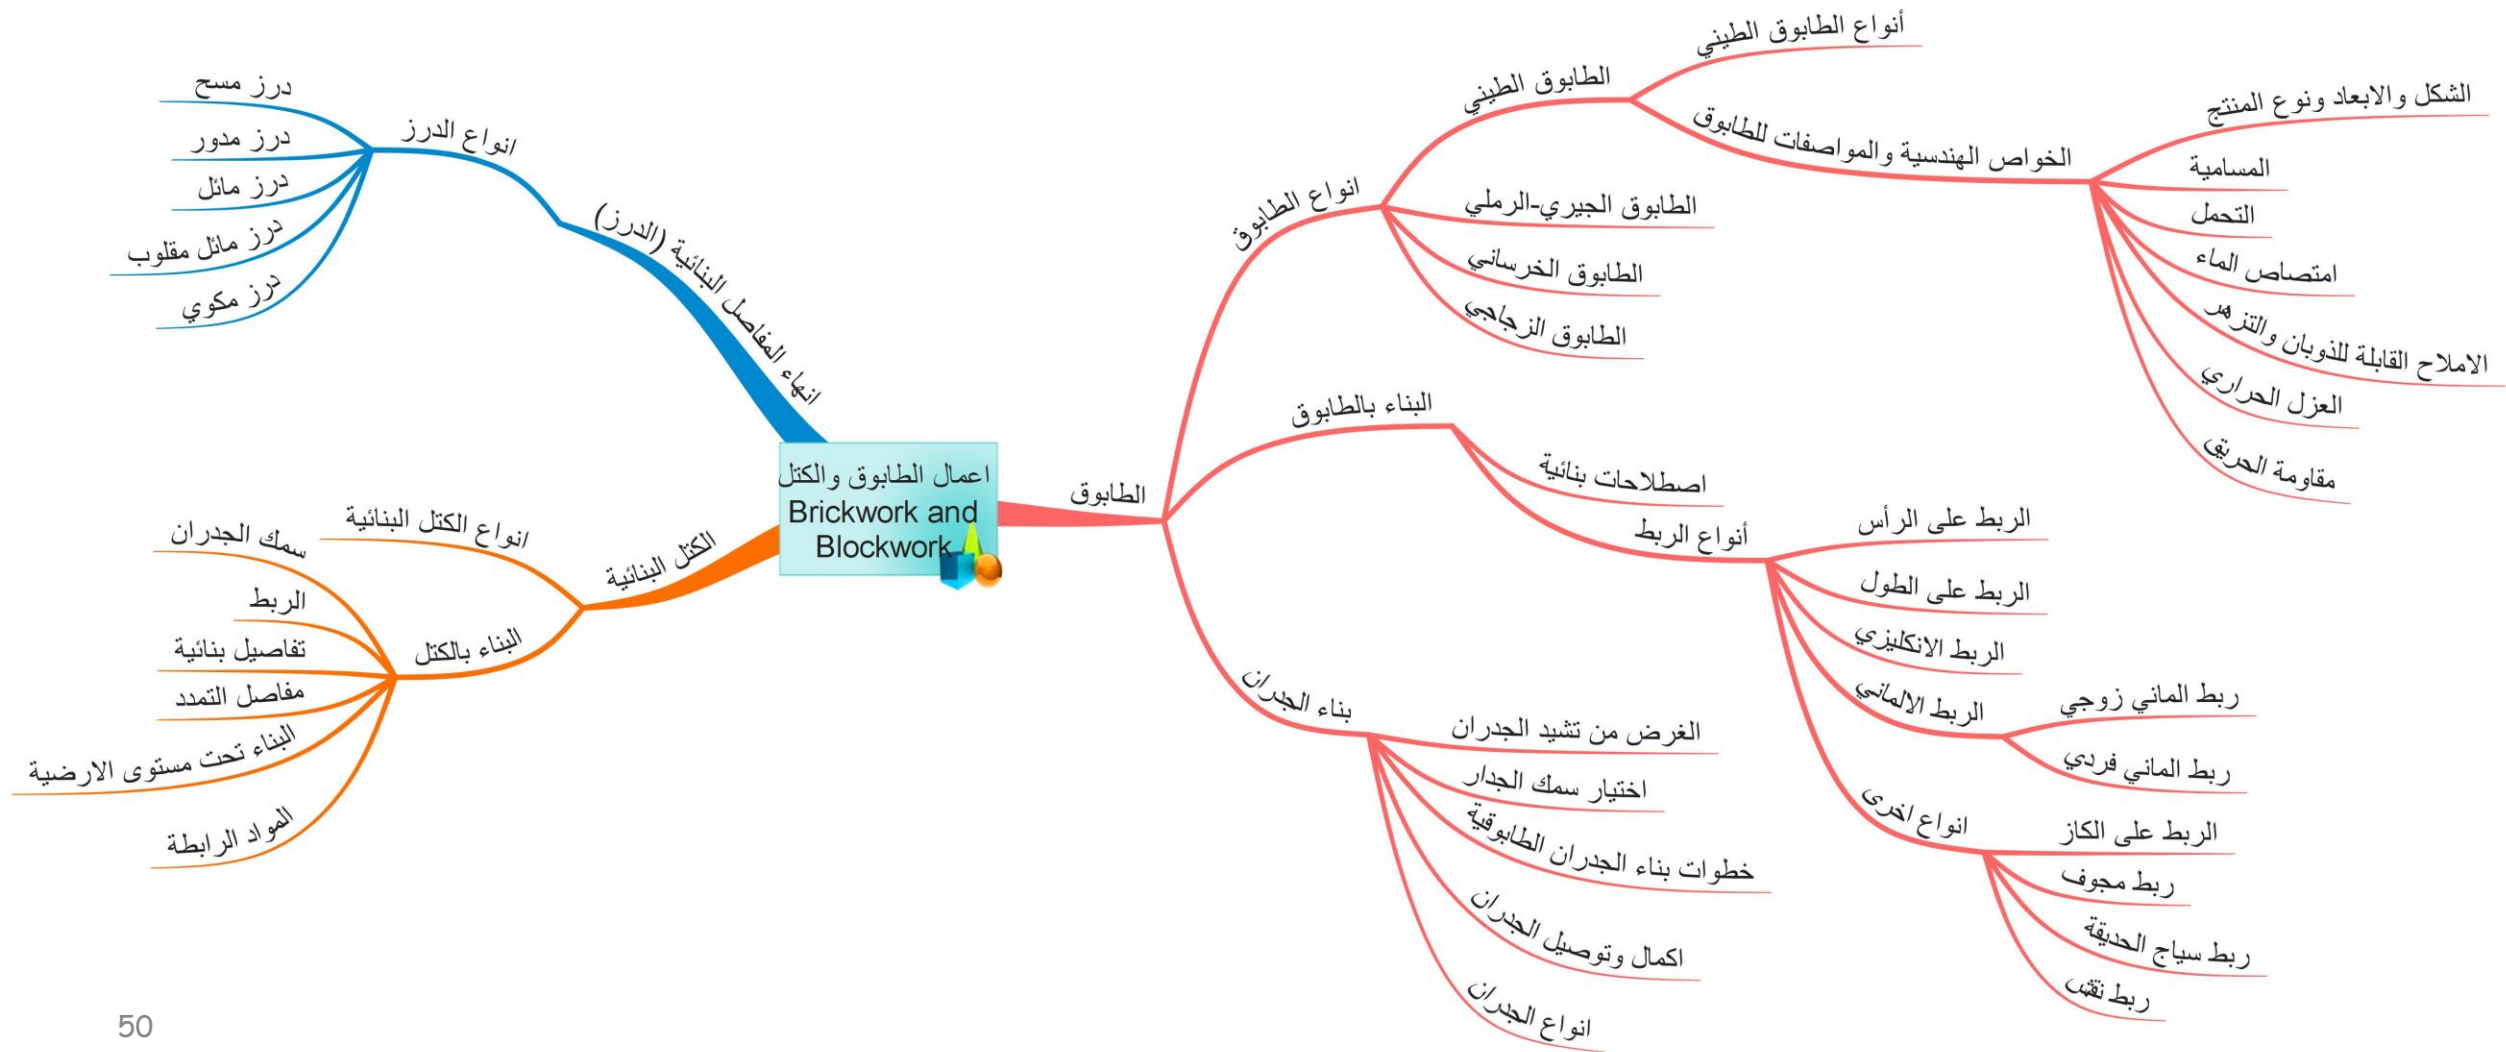 اعمال الطابوق والكتل
Brickwork and
Blockwork
الطابوق
انواع الطابوق
الطابوق الطيني
أنواع الطابوق الطيني
الخواص الهندسية والمواصفات للطابوق
الشكل والابعاد ونوع المنتج
المسامية
التحمل
امتصاص الماء
الاملاح القابلة للذوبان والتزهر
العزل الحراري
مقاومة الحريق
الطابوق الجيري-الرملي
الطابوق الخرساني
الطابوق الزجاجي
البناء بالطابوق
اصطلاحات بنائية
أنواع الربط
الربط على الرأس
الربط على الطول
الربط الانكليزي
الربط الالماني
ربط الماني زوجي
ربط الماني فردي
انواع اخرى
الربط على الكاز
ربط مجوف
ربط سياج الحديقة
ربط نقش
بناء الجدران
الغرض من تشيد الجدران
اختيار سمك الجدار
خطوات بناء الجدران الطابوقية
اكمال وتوصيل الجدران
انواع الجدران
انهاء المفاصل البنائية (الدرز)
انواع الدرز
درز مسح
درز مدور
درز مائل
درز مائل مقلوب
درز مكوي
الكتل البنائية
انواع الكتل البنائية
البناء بالكتل
سمك الجدران
الربط
تفاصيل بنائية
مفاصل التمدد
البناء تحت مستوى الارضية
المواد الرابطة
50